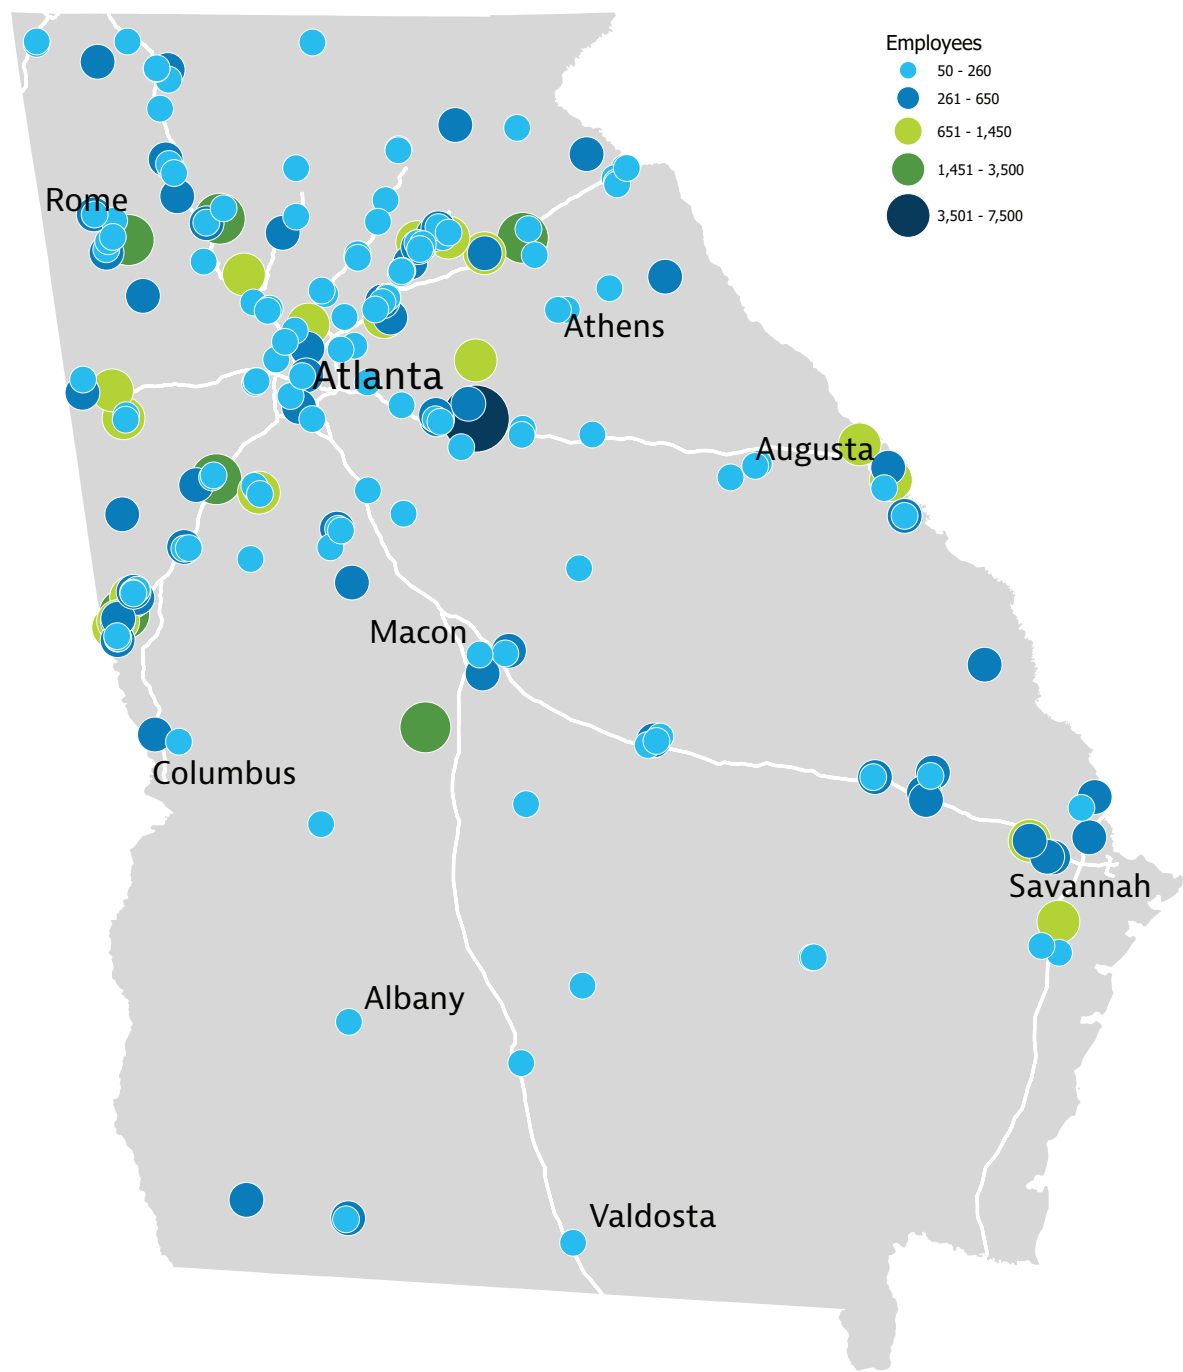 Employees
50 - 260
261 - 650
651 - 1,450
1,451 - 3,500
3,501 - 7,500
Rome
Athens
Atlanta
Augusta
Macon
Columbus
Savannah
Albany
Valdosta